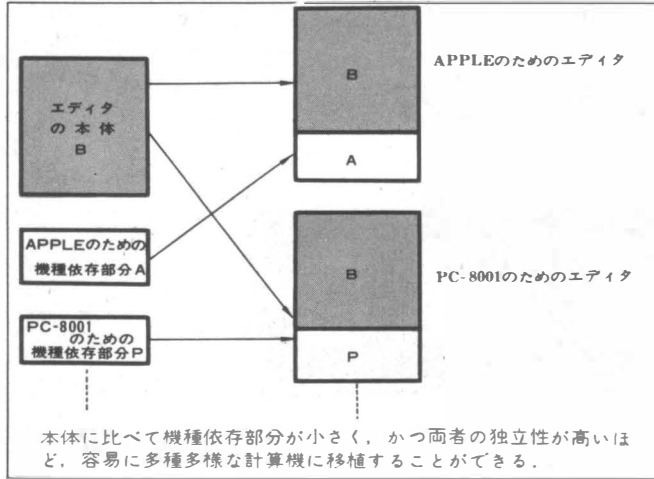 エディタ
の本体
B
APPLEのための
機種依存部分A
PC-8001
のための
機種依存部分P
B
A
APPLEのためのエディタ
B
P
PC-8001のためのエディタ
本体に比べて機種依存部分が小さく，かつ両者の独立性が高いほ
ど，容易に多種多様な計算機に移植することができる．